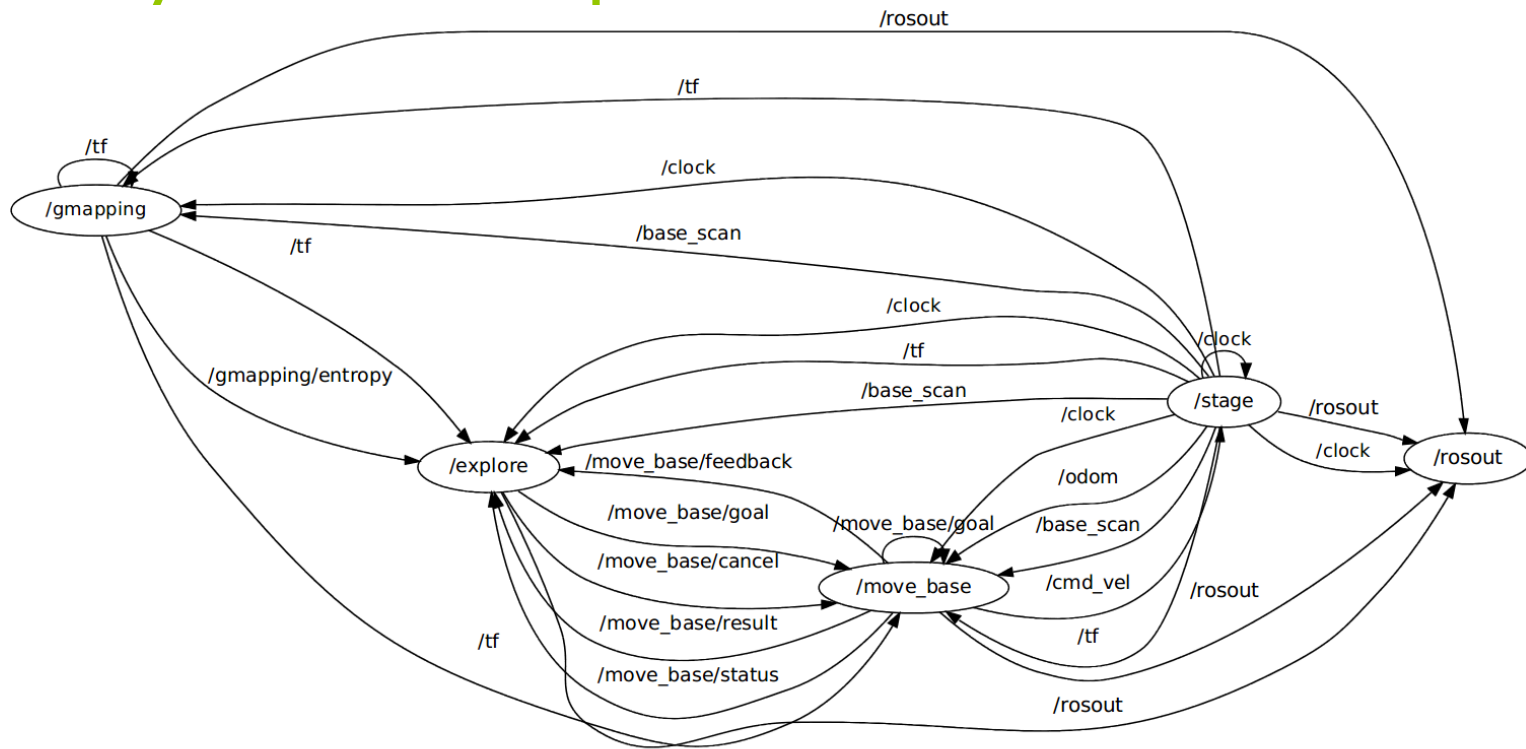 /rosout
/tf
/tf
/clock
/gmapping
/base_scan
/tf
/clock
/clock
/tf
/gmapping/entropy
/base_scan
/stage
/rosout
/clock
/clock
/rosout
/explore
/move_base/feedback
/odom
/move_base/goal
/move_base/goal
/base_scan
/move_base/cancel
/move_base
/cmd_vel
/rosout
/move_base/result
/tf
/tf
/move_base/status
/rosout